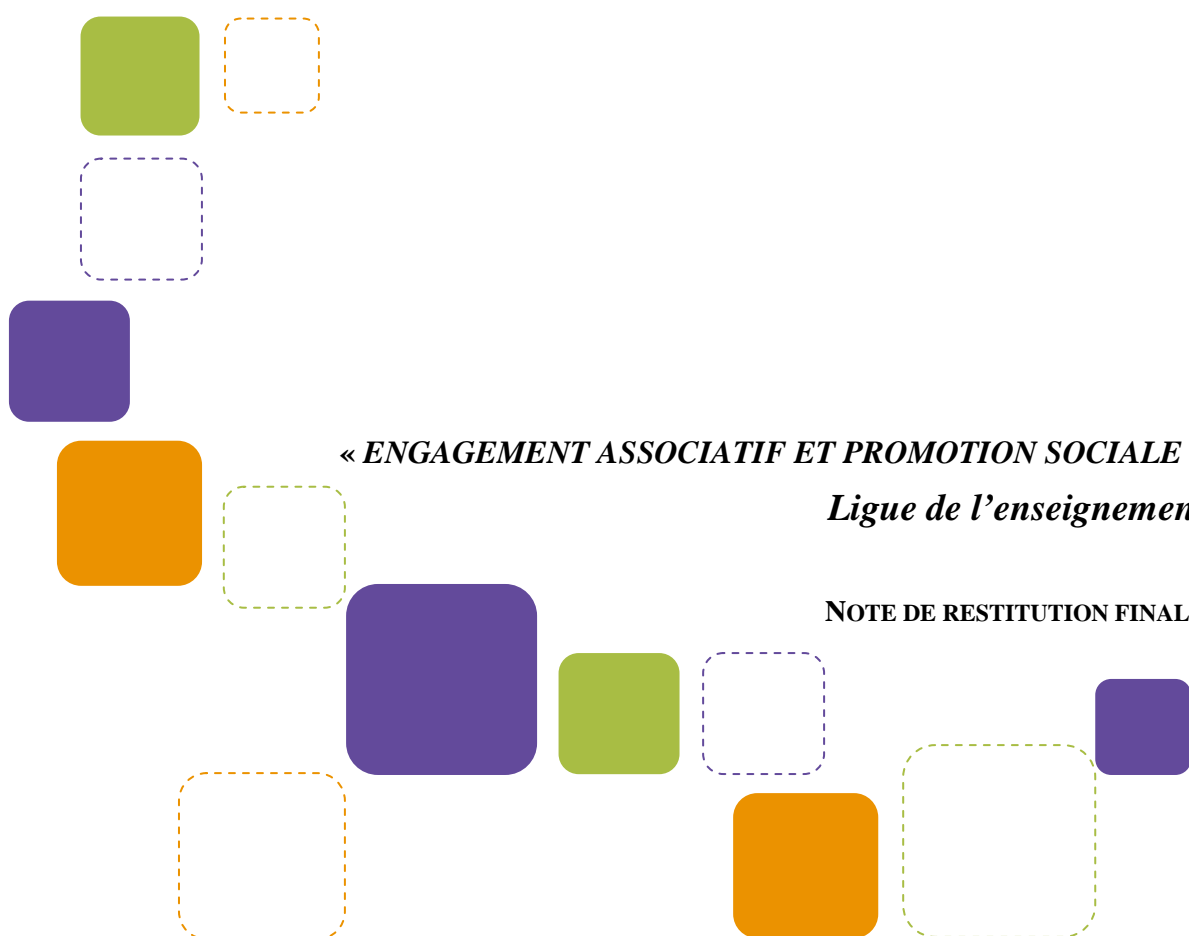 « ENGAGEMENT ASSOCIATIF ET PROMOTION SOCIALE
Ligue de l’enseignemen
NOTE DE RESTITUTION FINAL